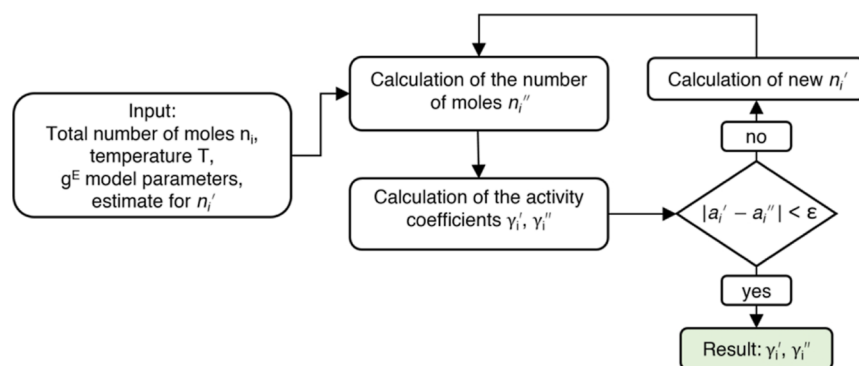 Input:
Total number of moles nᵢ,
temperature T,
gᴱ model parameters,
estimate for nᵢ′
Calculation of the number
of moles nᵢ″
Calculation of the activity
coefficients γᵢ′, γᵢ″
Calculation of new nᵢ′
no
|aᵢ′ − aᵢ″| < ε
yes
Result: γᵢ′, γᵢ″